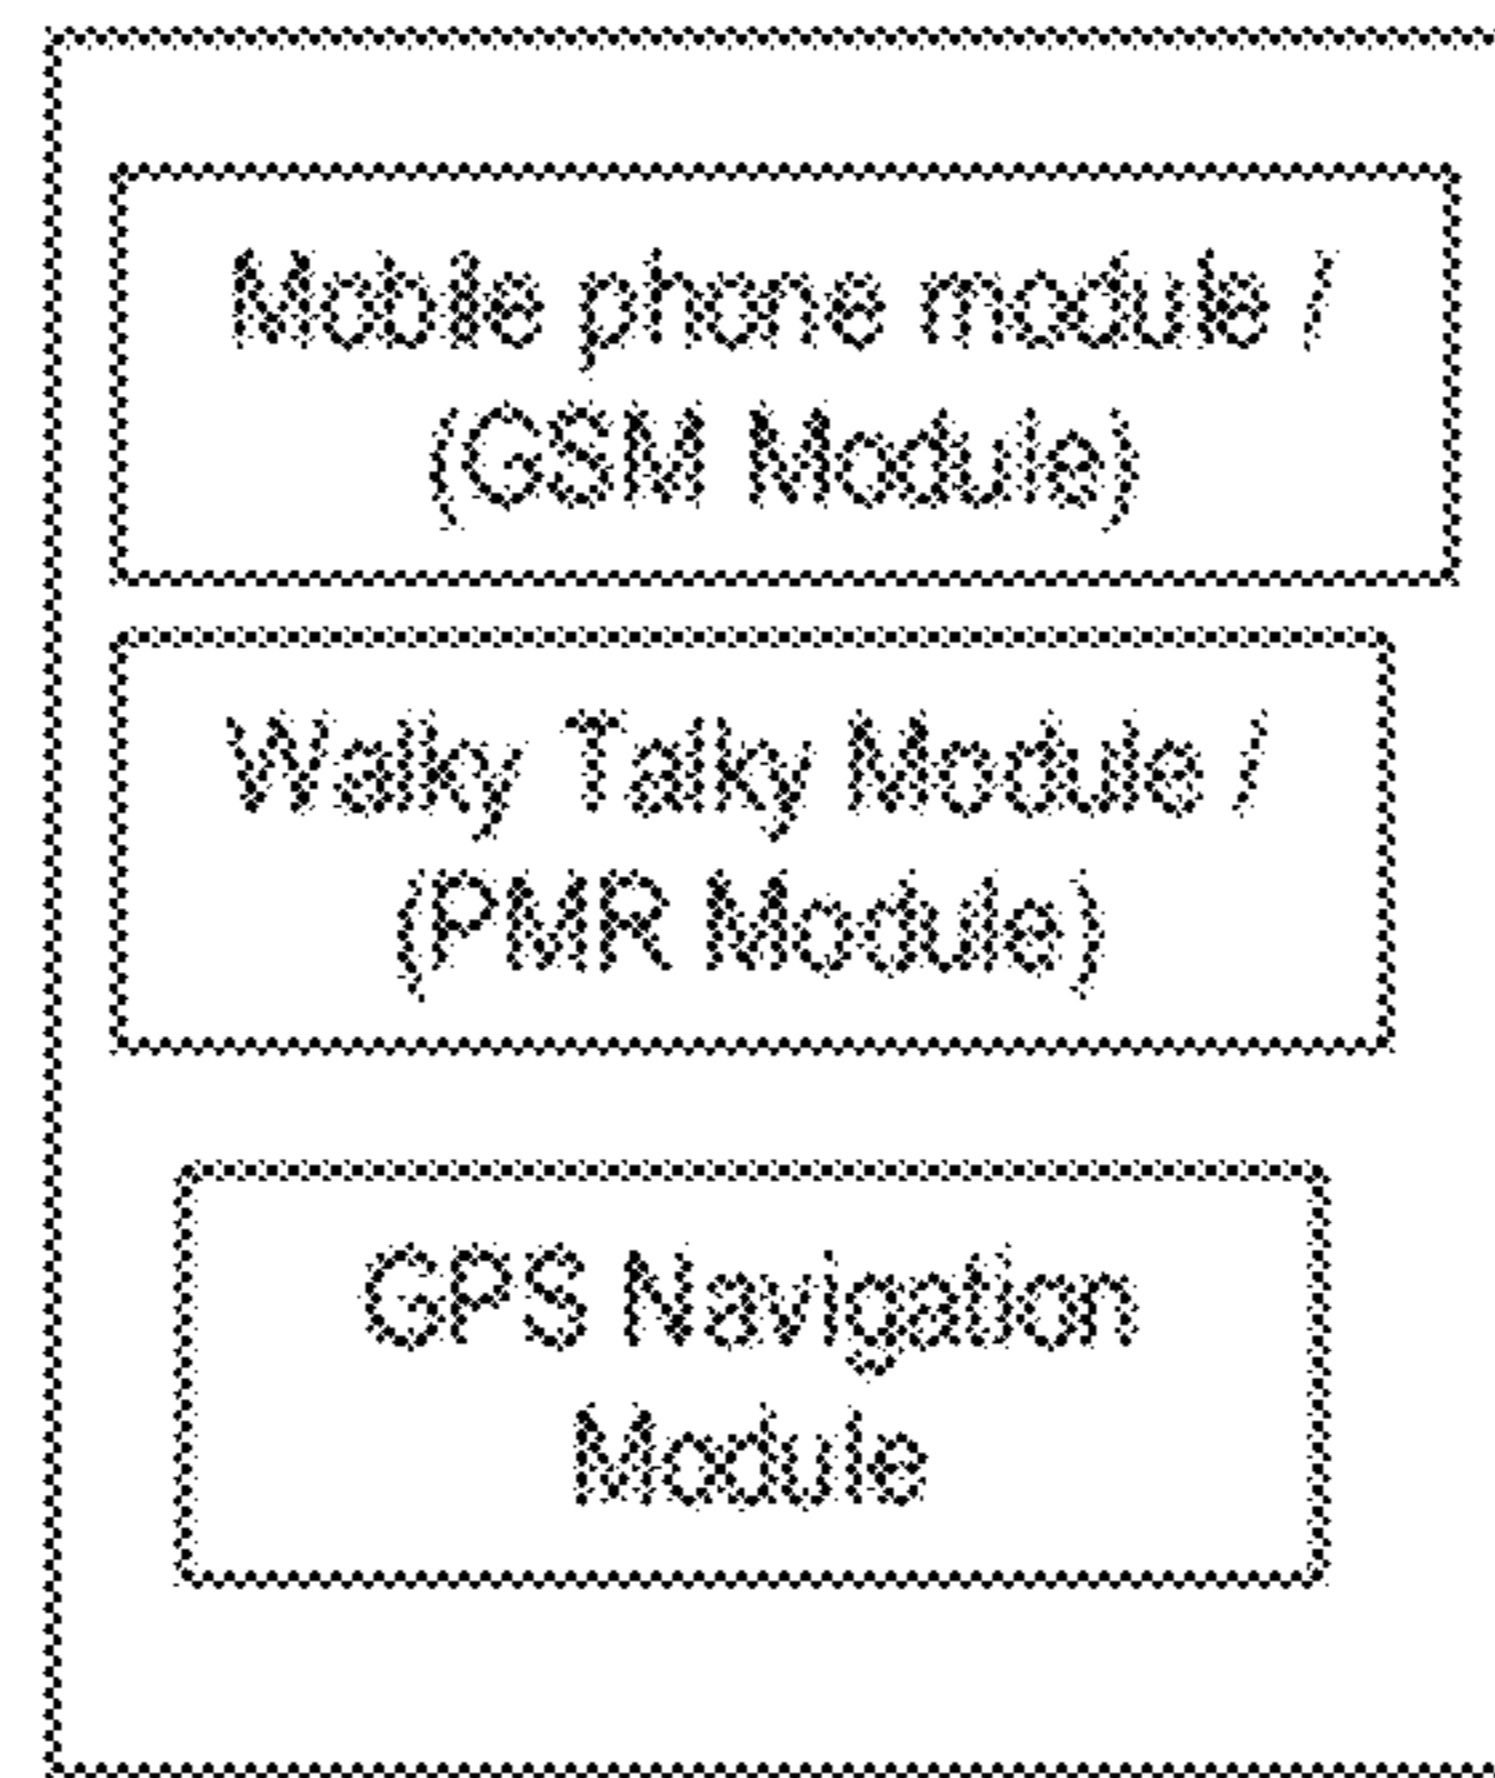 Mobile phone module /
(GSM Module)
Walky Talky Module /
(PMR Module)
GPS Navigation
Module